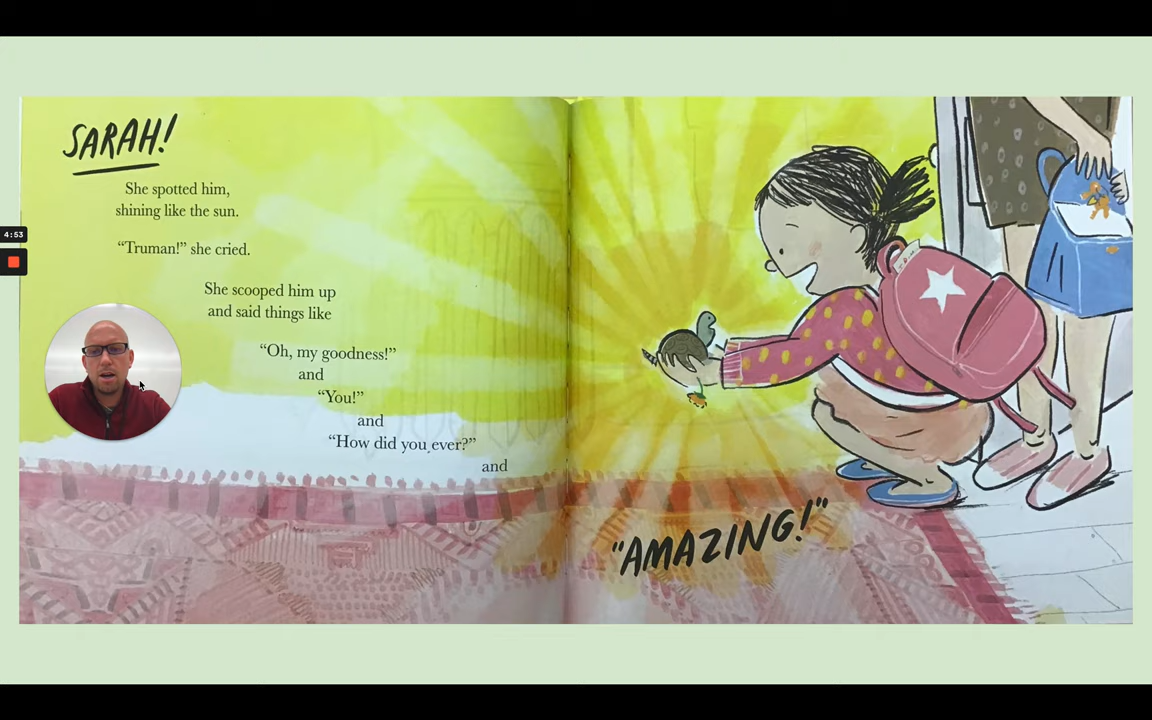 SARAH!
She spotted him,
shining like the sun.
“Truman!” she cried.
She scooped him up
and said things like
“Oh, my goodness!”
and
“You!”
and
“How did you ever?”
and
“AMAZING!”
4:53